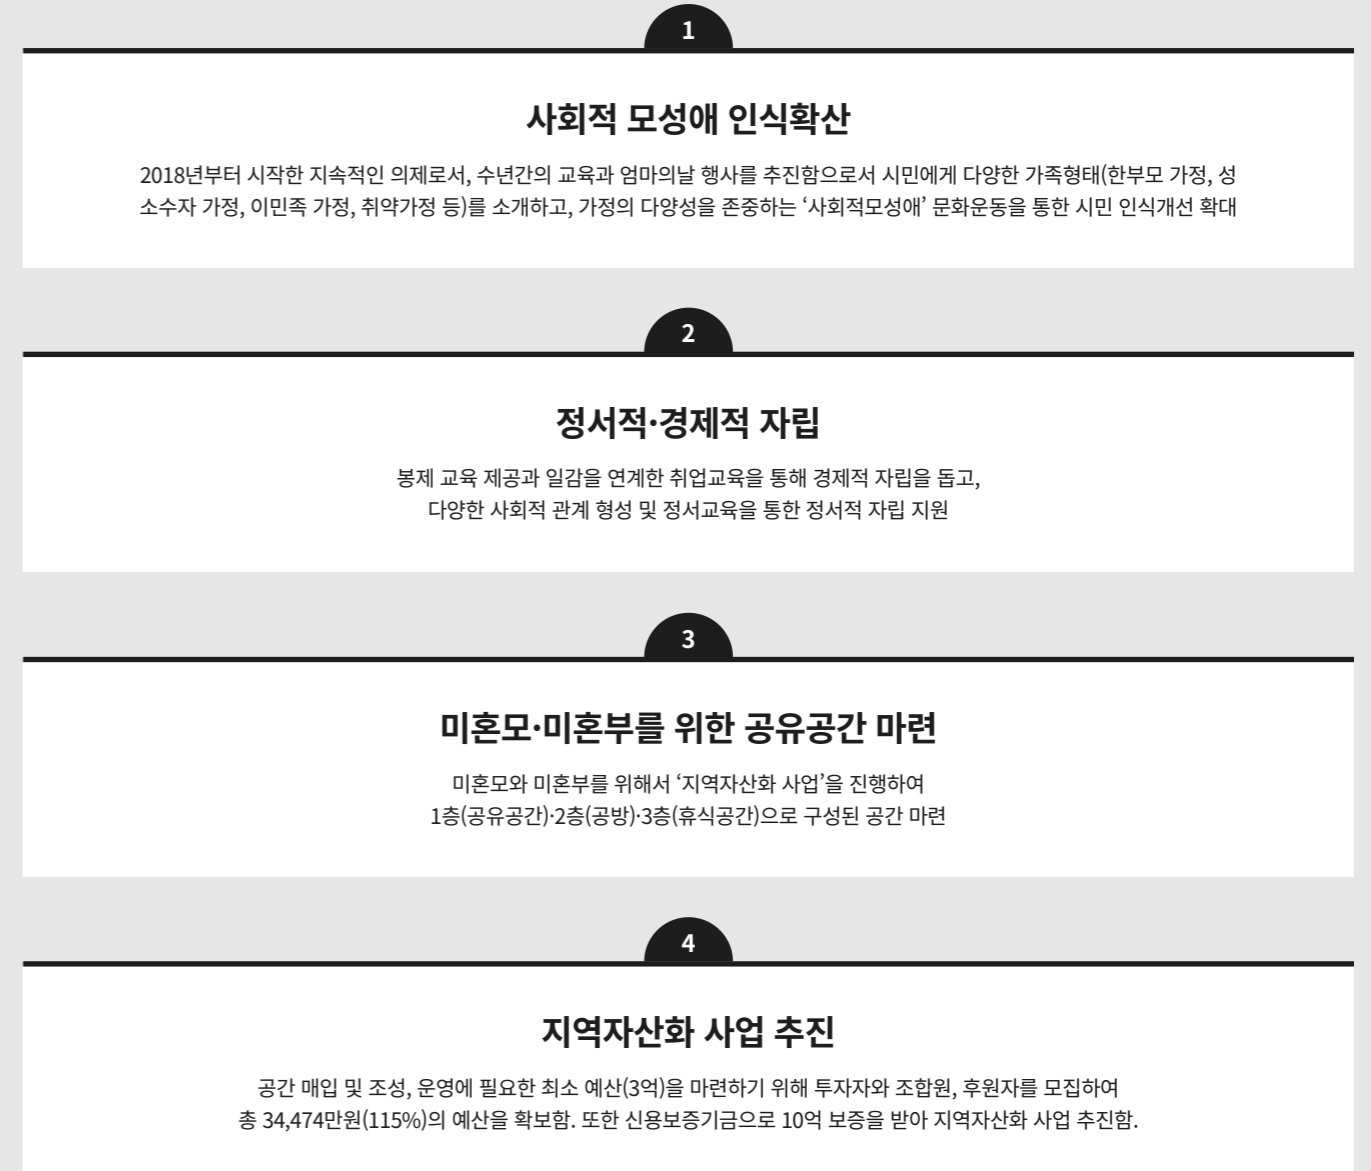 1
사회적 모성애 인식확산
2018년부터 시작한 지속적인 의제로서, 수년간의 교육과 엄마의날 행사를 추진함으로서 시민에게 다양한 가족형태(한부모 가정, 성
소수자 가정, 이민족 가정, 취약가정 등)를 소개하고, 가정의 다양성을 존중하는 ‘사회적모성애’ 문화운동을 통한 시민 인식개선 확대
2
정서적·경제적 자립
봉제 교육 제공과 일감을 연계한 취업교육을 통해 경제적 자립을 돕고,
다양한 사회적 관계 형성 및 정서교육을 통한 정서적 자립 지원
3
미혼모·미혼부를 위한 공유공간 마련
미혼모와 미혼부를 위해서 ‘지역자산화 사업’을 진행하여
1층(공유공간)·2층(공방)·3층(휴식공간)으로 구성된 공간 마련
4
지역자산화 사업 추진
공간 매입 및 조성, 운영에 필요한 최소 예산(3억)을 마련하기 위해 투자자와 조합원, 후원자를 모집하여
총 34,474만원(115%)의 예산을 확보함. 또한 신용보증기금으로 10억 보증을 받아 지역자산화 사업 추진함.